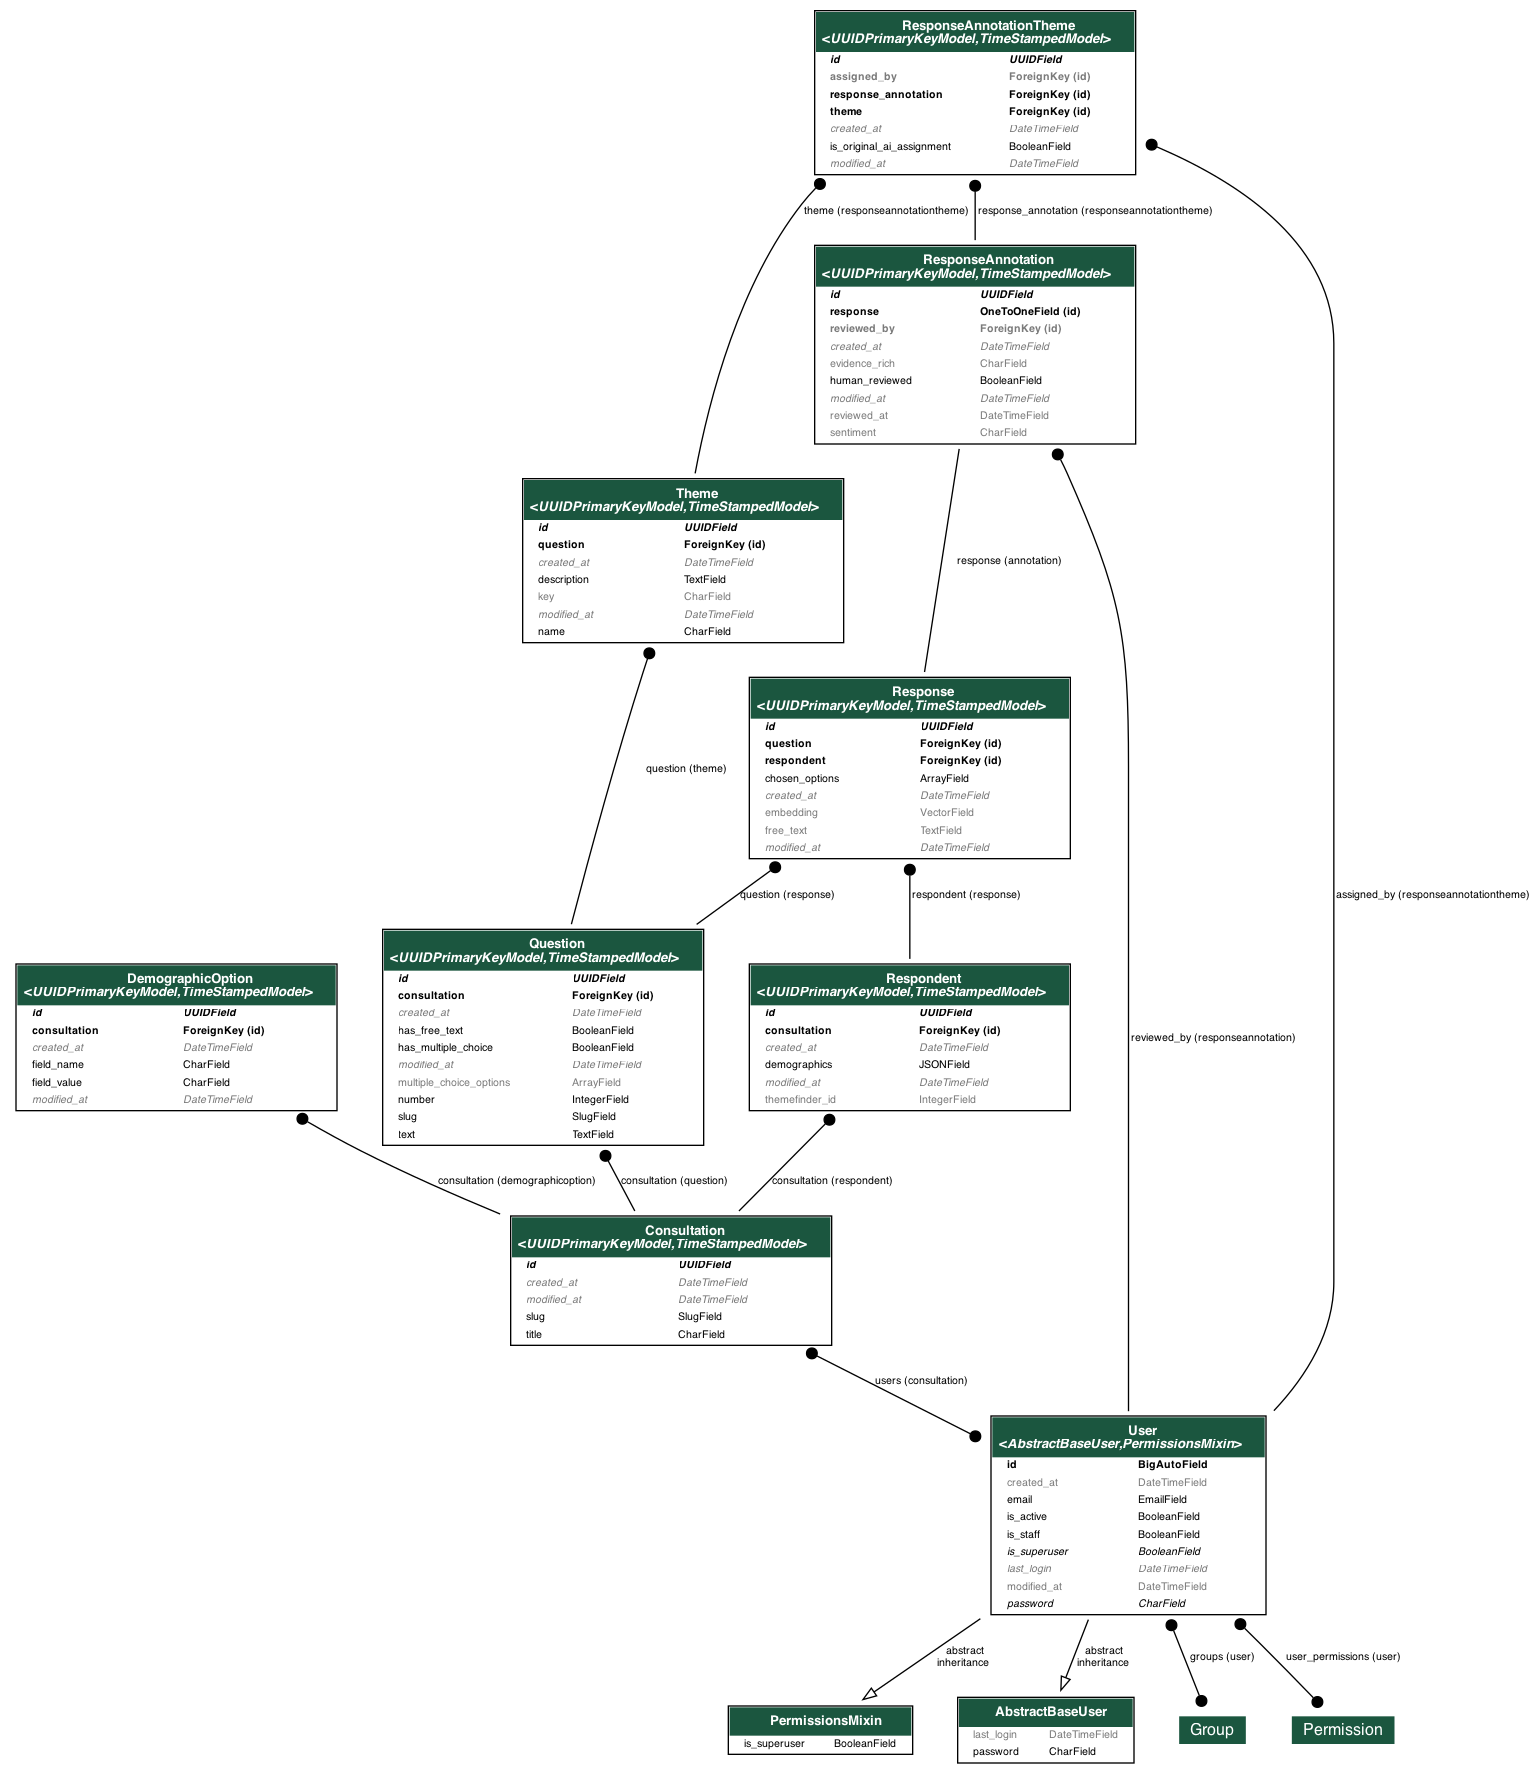 ResponseAnnotationTheme
<UUIDPrimaryKeyModel,TimeStampedModel>
id UUIDField
assigned_by ForeignKey (id)
response_annotation ForeignKey (id)
theme ForeignKey (id)
created_at DateTimeField
is_original_ai_assignment BooleanField
modified_at DateTimeField
theme (responseannotationtheme) response_annotation (responseannotationtheme)
ResponseAnnotation
<UUIDPrimaryKeyModel,TimeStampedModel>
id UUIDField
response OneToOneField (id)
reviewed_by ForeignKey (id)
created_at DateTimeField
evidence_rich CharField
human_reviewed BooleanField
modified_at DateTimeField
reviewed_at DateTimeField
sentiment CharField
Theme
<UUIDPrimaryKeyModel,TimeStampedModel>
id UUIDField
question ForeignKey (id)
created_at DateTimeField
description TextField
key CharField
modified_at DateTimeField
name CharField
response (annotation)
Response
<UUIDPrimaryKeyModel,TimeStampedModel>
id UUIDField
question ForeignKey (id)
respondent ForeignKey (id)
chosen_options ArrayField
created_at DateTimeField
embedding VectorField
free_text TextField
modified_at DateTimeField
question (theme)
question (response) respondent (response)
assigned_by (responseannotationtheme)
DemographicOption
<UUIDPrimaryKeyModel,TimeStampedModel>
id UUIDField
consultation ForeignKey (id)
created_at DateTimeField
field_name CharField
field_value CharField
modified_at DateTimeField
Question
<UUIDPrimaryKeyModel,TimeStampedModel>
id UUIDField
consultation ForeignKey (id)
created_at DateTimeField
has_free_text BooleanField
has_multiple_choice BooleanField
modified_at DateTimeField
multiple_choice_options ArrayField
number IntegerField
slug SlugField
text TextField
Respondent
<UUIDPrimaryKeyModel,TimeStampedModel>
id UUIDField
consultation ForeignKey (id)
created_at DateTimeField
demographics JSONField
modified_at DateTimeField
themefinder_id IntegerField
reviewed_by (responseannotation)
consultation (demographicoption) consultation (question) consultation (respondent)
Consultation
<UUIDPrimaryKeyModel,TimeStampedModel>
id UUIDField
created_at DateTimeField
modified_at DateTimeField
slug SlugField
title CharField
users (consultation)
User
<AbstractBaseUser,PermissionsMixin>
id BigAutoField
created_at DateTimeField
email EmailField
is_active BooleanField
is_staff BooleanField
is_superuser BooleanField
last_login DateTimeField
modified_at DateTimeField
password CharField
abstract
inheritance
abstract
inheritance
groups (user)
user_permissions (user)
PermissionsMixin
is_superuser BooleanField
AbstractBaseUser
last_login DateTimeField
password CharField
Group
Permission